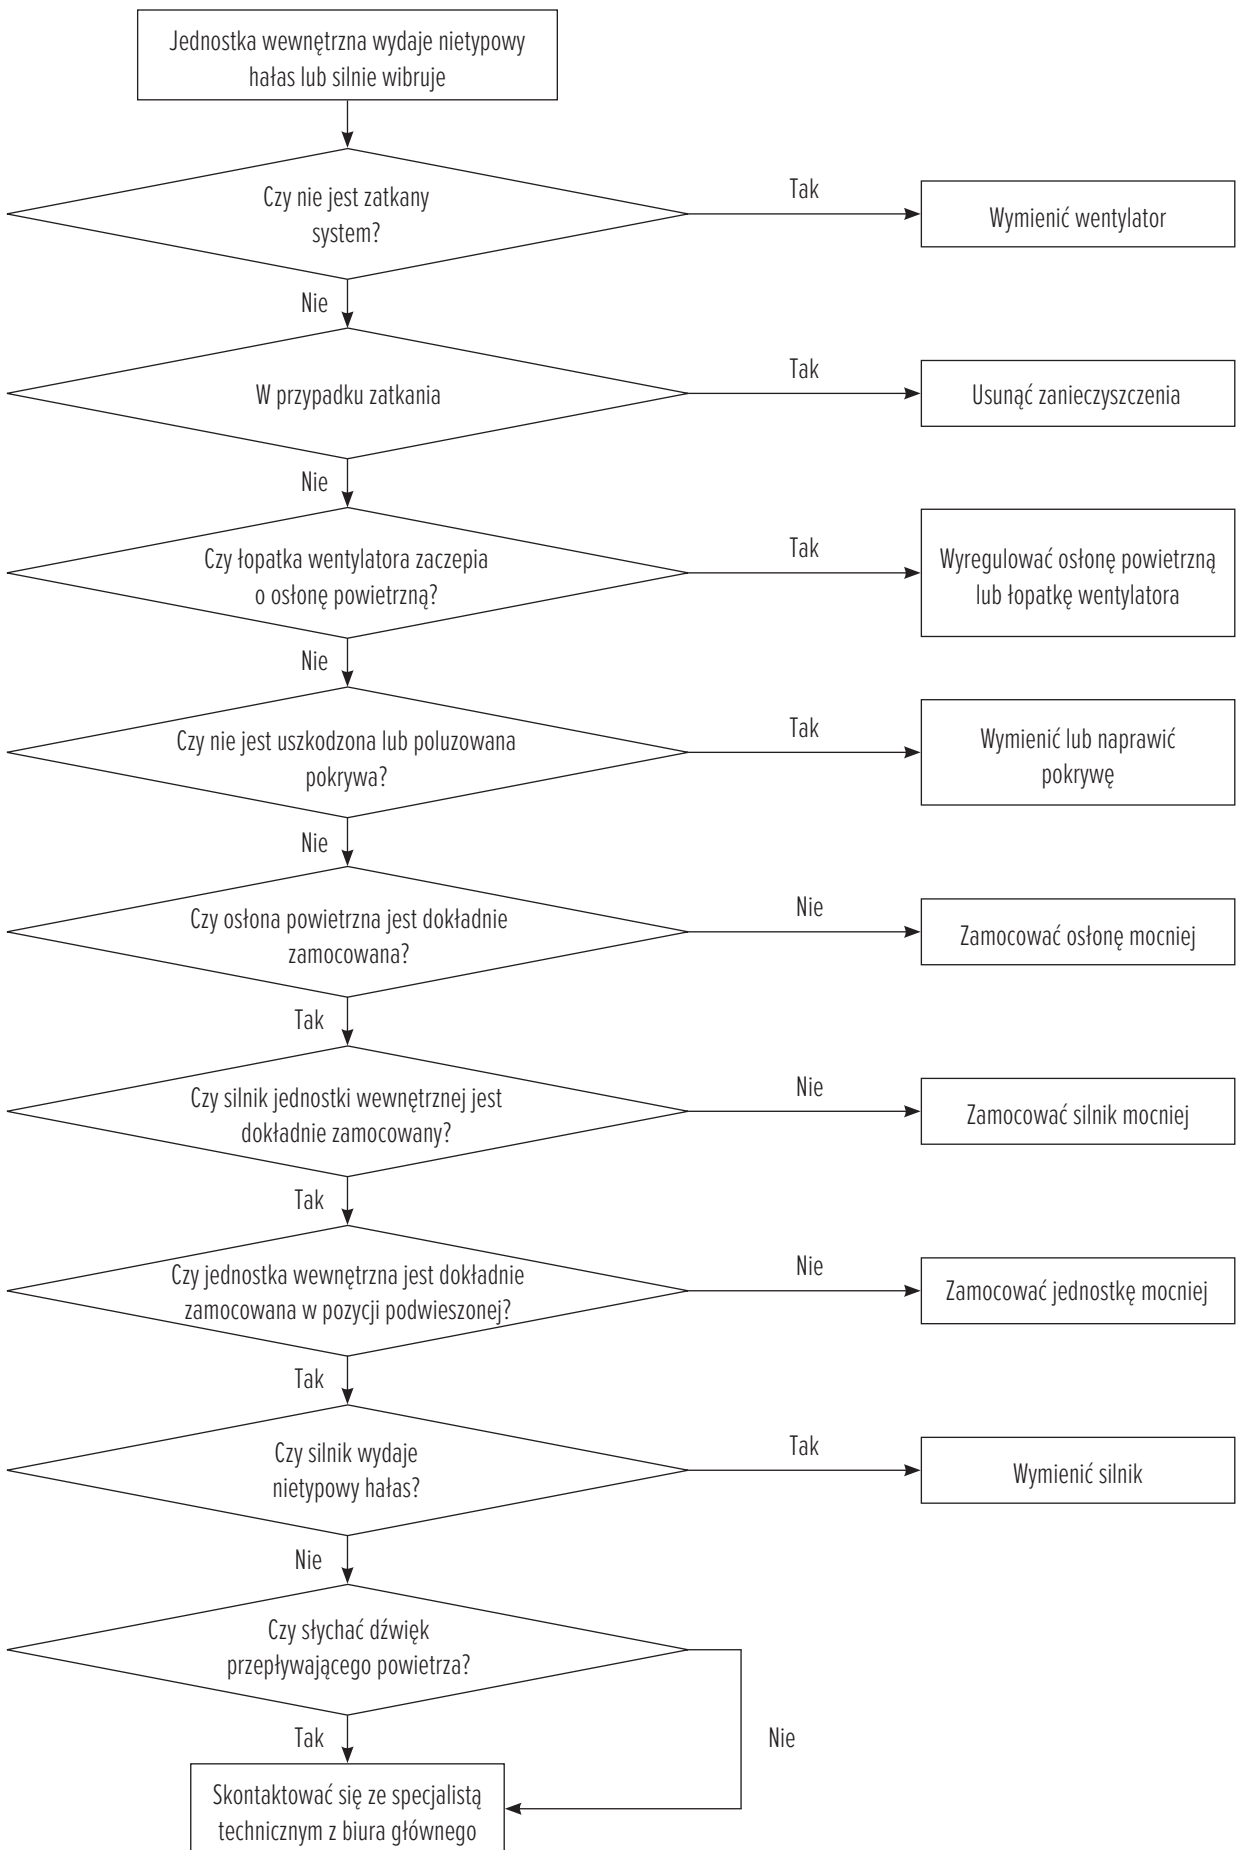 Jednostka wewnętrzna wydaje nietypowy
hałas lub silnie wibruje
Czy nie jest zatkany
system?
Tak
Wymienić wentylator
Nie
W przypadku zatkania
Tak
Usunąć zanieczyszczenia
Nie
Czy łopatka wentylatora zaczepia
o osłonę powietrzną?
Tak
Wyregulować osłonę powietrzną
lub łopatkę wentylatora
Nie
Czy nie jest uszkodzona lub poluzowana
pokrywa?
Tak
Wymienić lub naprawić
pokrywę
Nie
Czy osłona powietrzna jest dokładnie
zamocowana?
Nie
Zamocować osłonę mocniej
Tak
Czy silnik jednostki wewnętrznej jest
dokładnie zamocowany?
Nie
Zamocować silnik mocniej
Tak
Czy jednostka wewnętrzna jest dokładnie
zamocowana w pozycji podwieszonej?
Nie
Zamocować jednostkę mocniej
Tak
Czy silnik wydaje
nietypowy hałas?
Tak
Wymienić silnik
Nie
Czy słychać dźwięk
przepływającego powietrza?
Tak
Nie
Skontaktować się ze specjalistą
technicznym z biura głównego